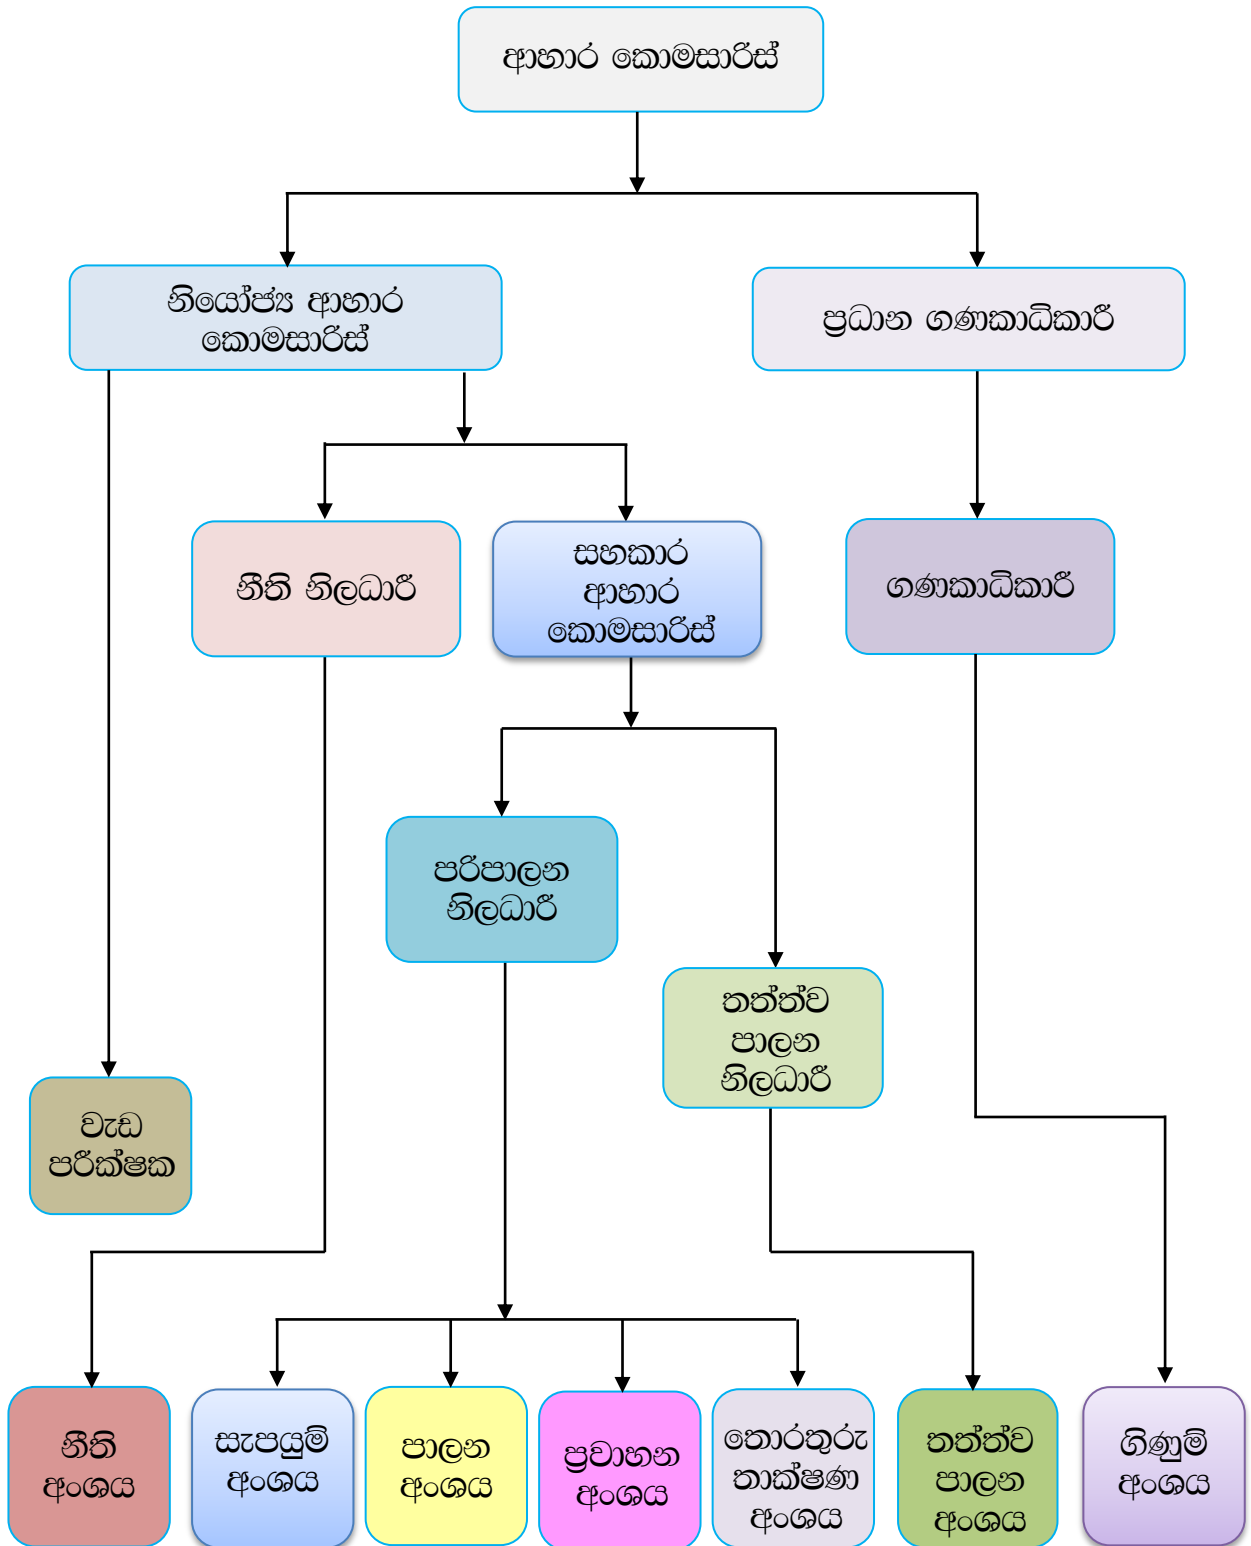 ආහාර කොමසාරිස්
නියෝජ්‍ය ආහාර
කොමසාරිස්
ප්‍රධාන ගණකාධිකාරී
නීති නිලධාරී
සහකාර
ආහාර
කොමසාරිස්
ගණකාධිකාරී
පරිපාලන
නිලධාරී
තත්ත්ව
පාලන
නිලධාරී
වැඩ
පරීක්ෂක
නීති
අංශය
සැපයුම්
අංශය
පාලන
අංශය
ප්‍රවාහන
අංශය
තොරතුරු
තාක්ෂණ
අංශය
තත්ත්ව
පාලන
අංශය
ගිණුම්
අංශය